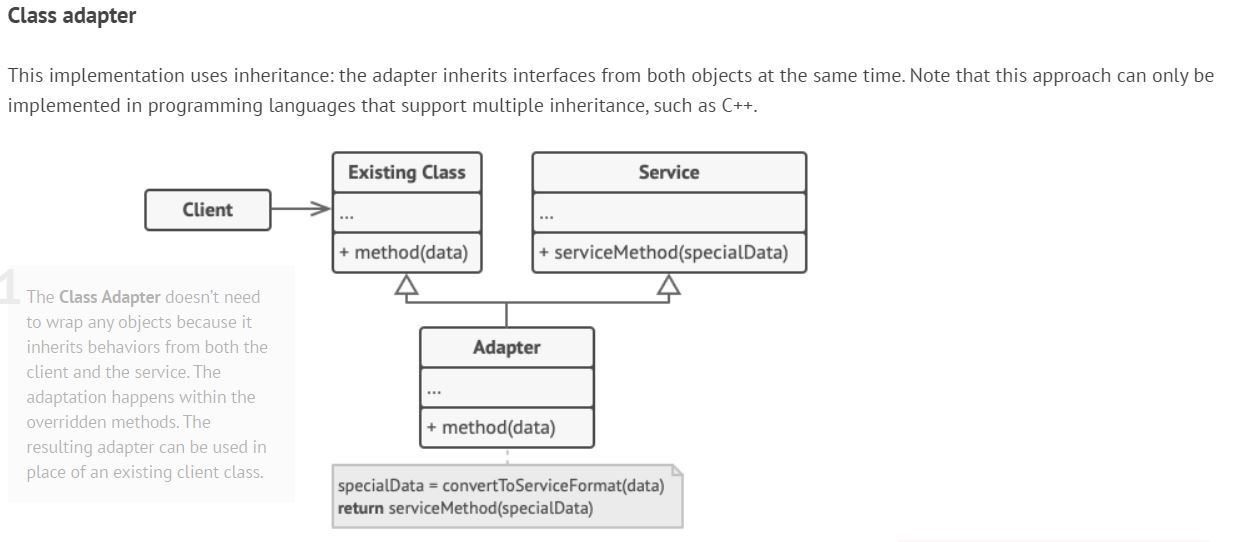 Class adapter
This implementation uses inheritance: the adapter inherits interfaces from both objects at the same time. Note that this approach can only be
implemented in programming languages that support multiple inheritance, such as C++.
Existing Class
...
+ method(data)
Service
...
+ serviceMethod(specialData)
Client
1
The Class Adapter doesn't need
to wrap any objects because it
inherits behaviors from both the
client and the service. The
adaptation happens within the
overridden methods. The
resulting adapter can be used in
place of an existing client class.
Adapter
...
+ method(data)
specialData = convertToServiceFormat(data)
return serviceMethod(specialData)